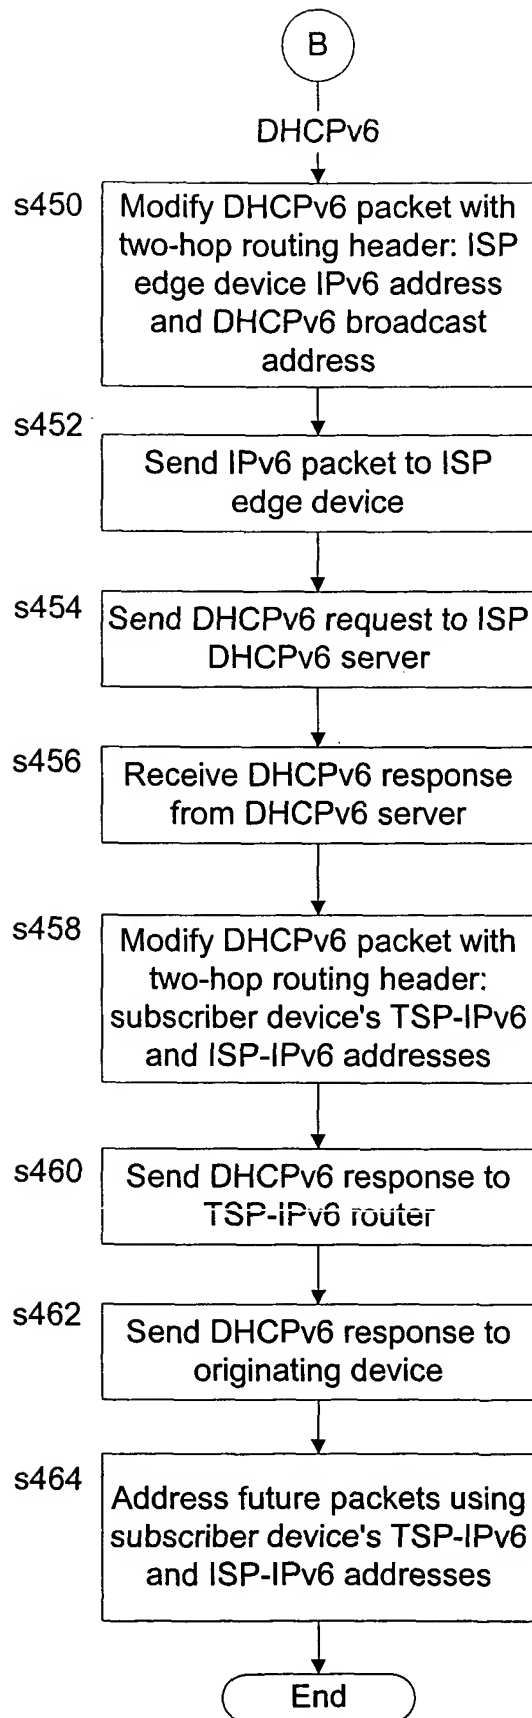 B
DHCPv6
s450
Modify DHCPv6 packet with
two-hop routing header: ISP
edge device IPv6 address
and DHCPv6 broadcast
address
s452
Send IPv6 packet to ISP
edge device
s454
Send DHCPv6 request to ISP
DHCPv6 server
s456
Receive DHCPv6 response
from DHCPv6 server
s458
Modify DHCPv6 packet with
two-hop routing header:
subscriber device's TSP-IPv6
and ISP-IPv6 addresses
s460
Send DHCPv6 response to
TSP-IPv6 router
s462
Send DHCPv6 response to
originating device
s464
Address future packets using
subscriber device's TSP-IPv6
and ISP-IPv6 addresses
End